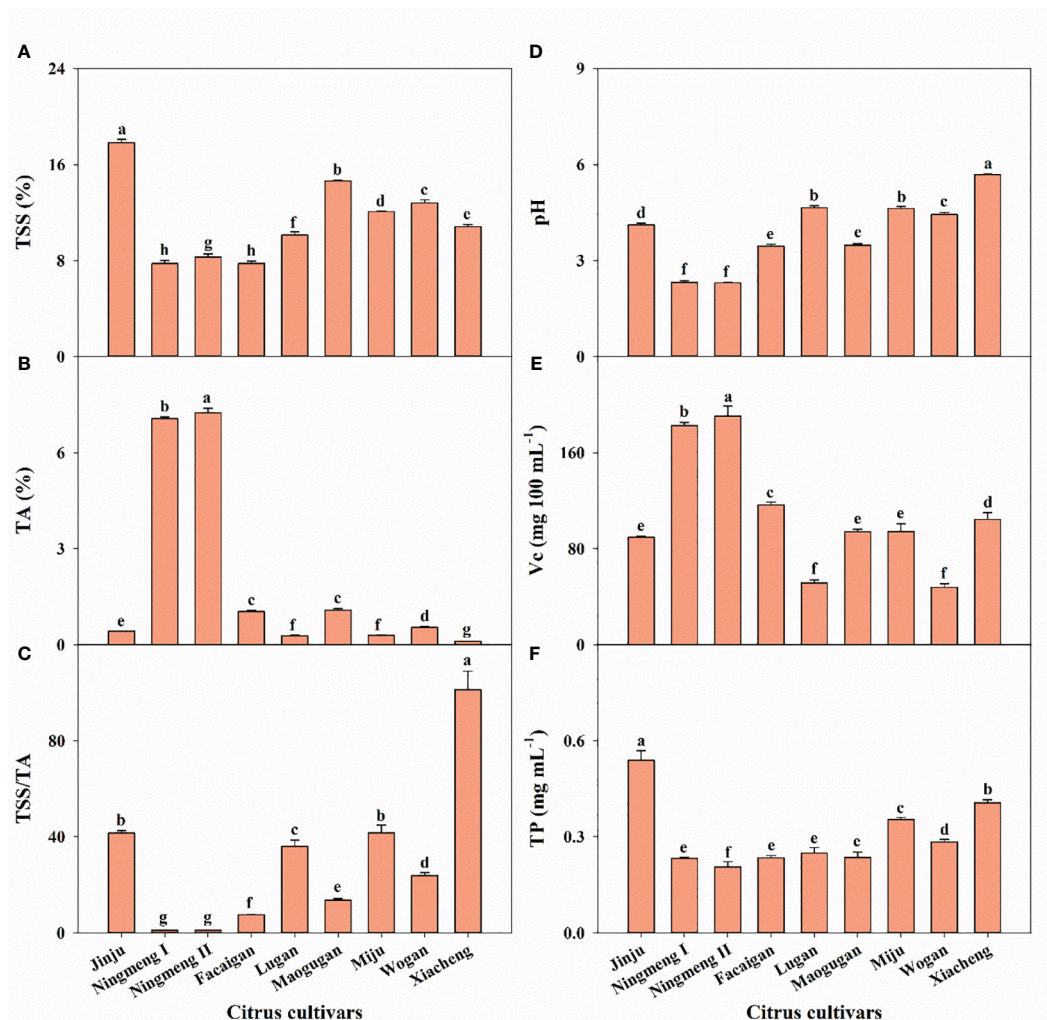 A
24
16
8
0
TSS (%)
a
h
g
h
f
b
d
c
e
B
6
3
0
TA (%)
b
a
e
c
f
c
f
d
g
C
80
40
0
TSS/TA
b
g
g
f
c
e
b
d
a
Jinju
Ningmeng I
Ningmeng II
Facaigan
Lugan
Maogugan
Miju
Wogan
Xiacheng
Citrus cultivars
D
9
6
3
0
pH
d
f
f
e
b
e
b
c
a
E
160
80
0
Vc (mg 100 mL⁻¹)
e
b
a
c
f
e
e
f
d
F
0.6
0.3
0.0
TP (mg mL⁻¹)
a
e
f
e
e
e
c
d
b
Jinju
Ningmeng I
Ningmeng II
Facaigan
Lugan
Maogugan
Miju
Wogan
Xiacheng
Citrus cultivars